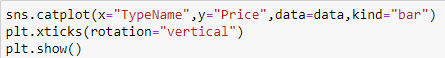 sns.catplot(x="TypeName",y="Price",data=data,kind="bar")
plt.xticks(rotation="vertical")
plt.show()